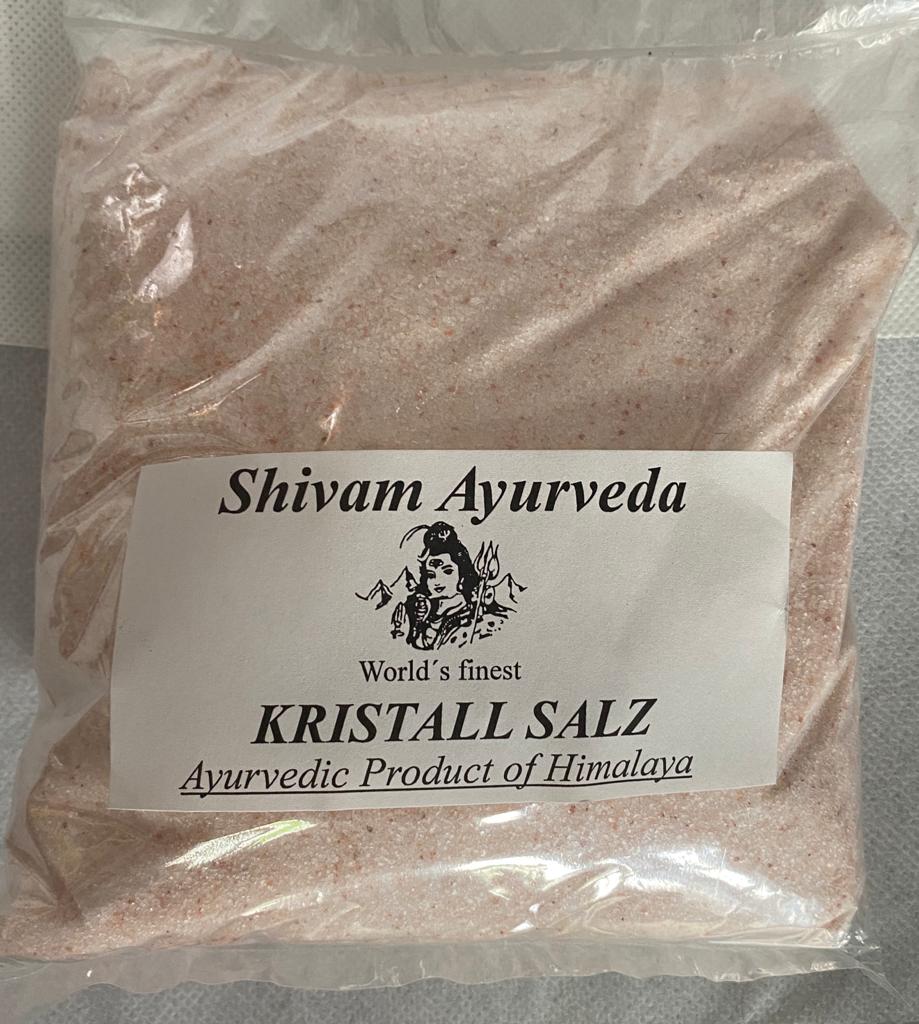 Shivam Ayurveda
World´s finest
KRISTALL SALZ
Ayurvedic Product of Himalaya